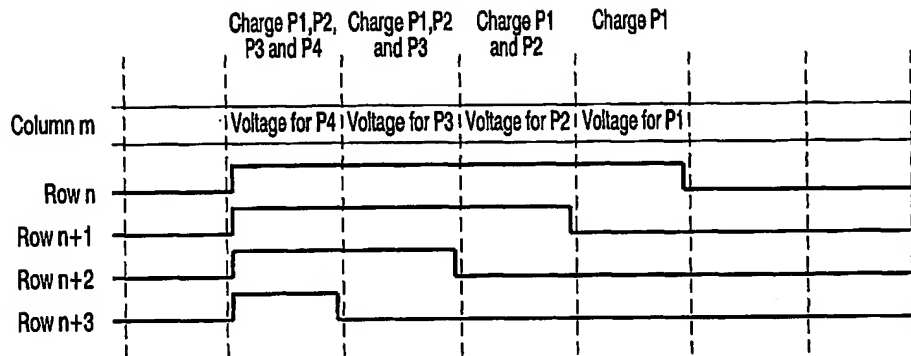 Charge P1,P2,
P3 and P4
Charge P1,P2
and P3
Charge P1
and P2
Charge P1
Column m
Voltage for P4
Voltage for P3
Voltage for P2
Voltage for P1
Row n
Row n+1
Row n+2
Row n+3